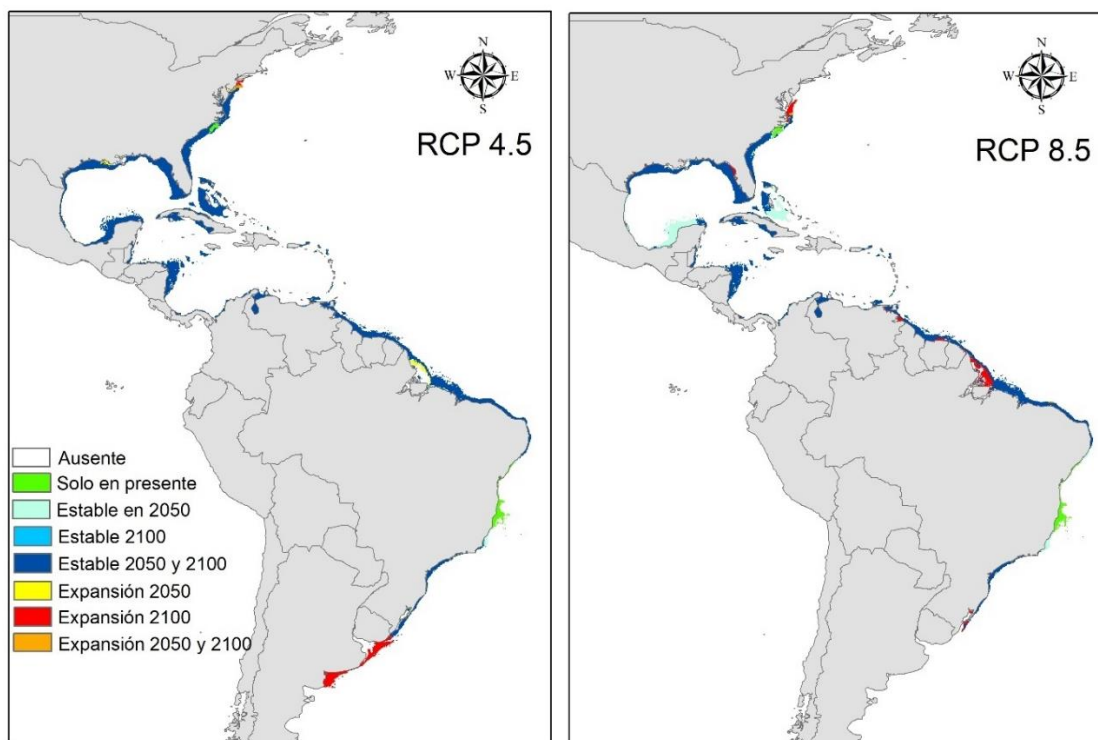 N
W E
S
RCP 4.5
Ausente
Solo en presente
Estable en 2050
Estable 2100
Estable 2050 y 2100
Expansión 2050
Expansión 2100
Expansión 2050 y 2100
N
W E
S
RCP 8.5